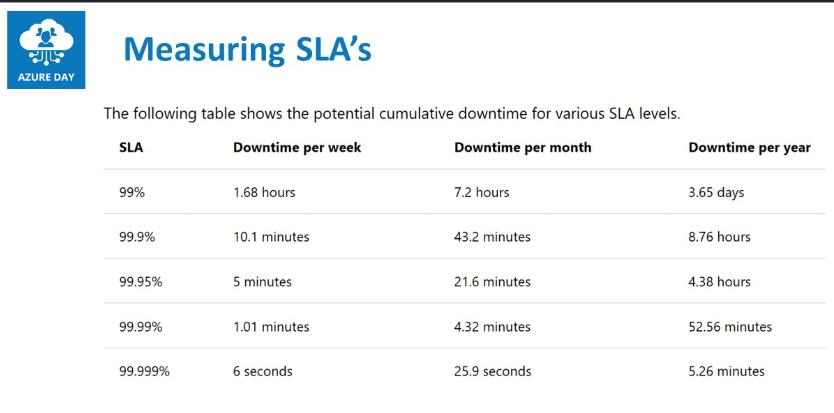 AZURE DAY
Measuring SLA’s
The following table shows the potential cumulative downtime for various SLA levels.
SLA Downtime per week Downtime per month Downtime per year
99% 1.68 hours 7.2 hours 3.65 days
99.9% 10.1 minutes 43.2 minutes 8.76 hours
99.95% 5 minutes 21.6 minutes 4.38 hours
99.99% 1.01 minutes 4.32 minutes 52.56 minutes
99.999% 6 seconds 25.9 seconds 5.26 minutes